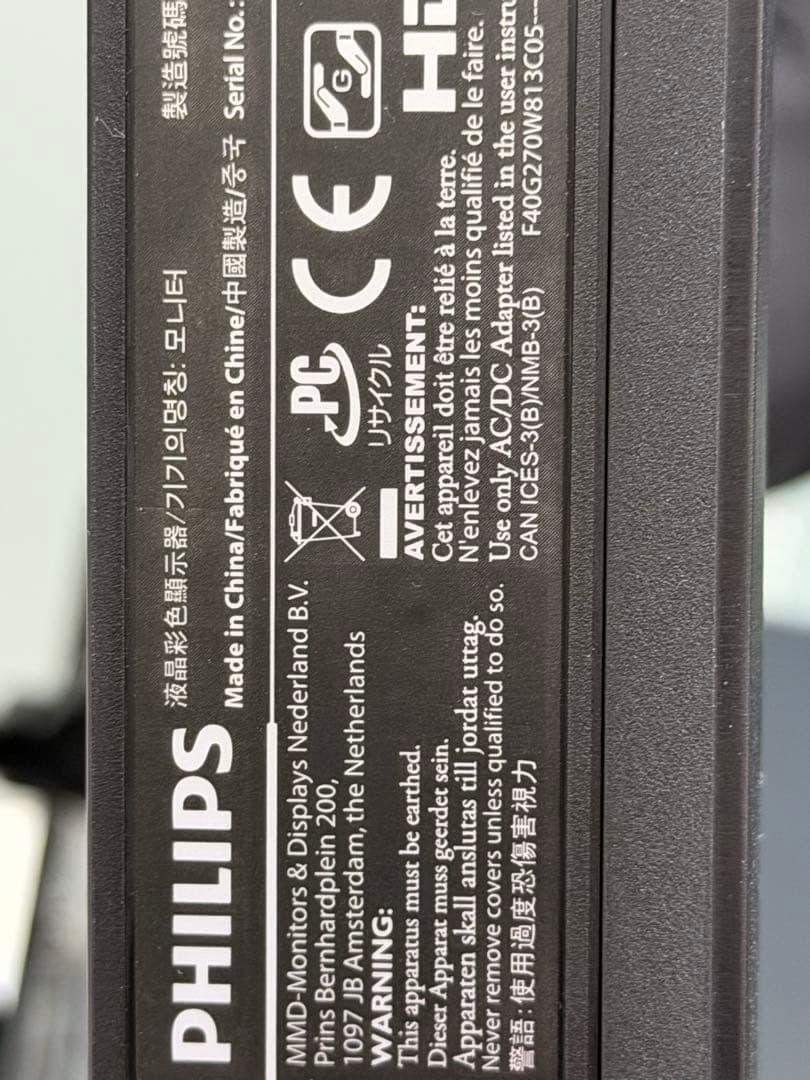 PHILIPS
液晶彩色顯示器/기기의명칭: 모니터
製造號碼
Made in China/Fabriqué en Chine/中國製造/중국
Serial No.:
MMD-Monitors & Displays Nederland B.V.
Prins Bernhardplein 200,
1097 JB Amsterdam, the Netherlands
WARNING:
This apparatus must be earthed.
Dieser Apparat muss geerdet sein.
Apparaten skall anslutas till jordat uttag.
Never remove covers unless qualified to do so.
警語:使用過度恐傷害視力
PC
リサイクル
CE
G
AVERTISSEMENT:
Cet appareil doit être relié à la terre.
N'enlevez jamais les moins qualifié de le faire.
Use only AC/DC Adapter listed in the user instru
CAN ICES-3(B)/NMB-3(B)
F40G270W813C05--